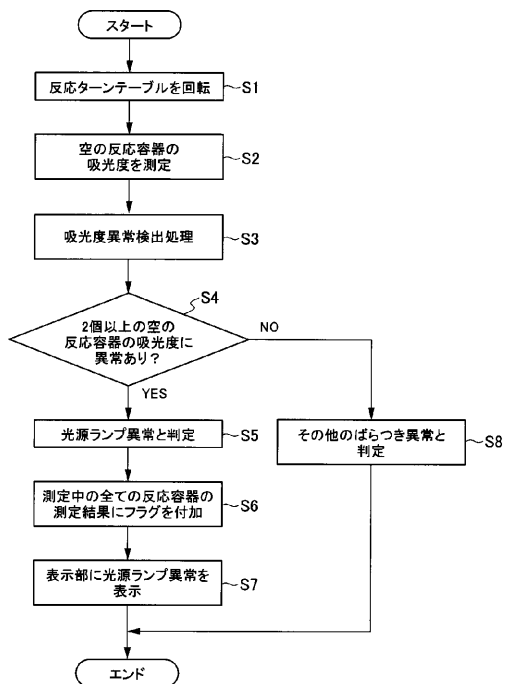 スタート
反応ターンテーブルを回転
S1
空の反応容器の
吸光度を測定
S2
吸光度異常検出処理
S3
S4
2個以上の空の
反応容器の吸光度に
異常あり?
NO
YES
光源ランプ異常と判定
S5
その他のばらつき異常と
判定
S8
測定中の全ての反応容器の
測定結果にフラグを付加
S6
表示部に光源ランプ異常を
表示
S7
エンド